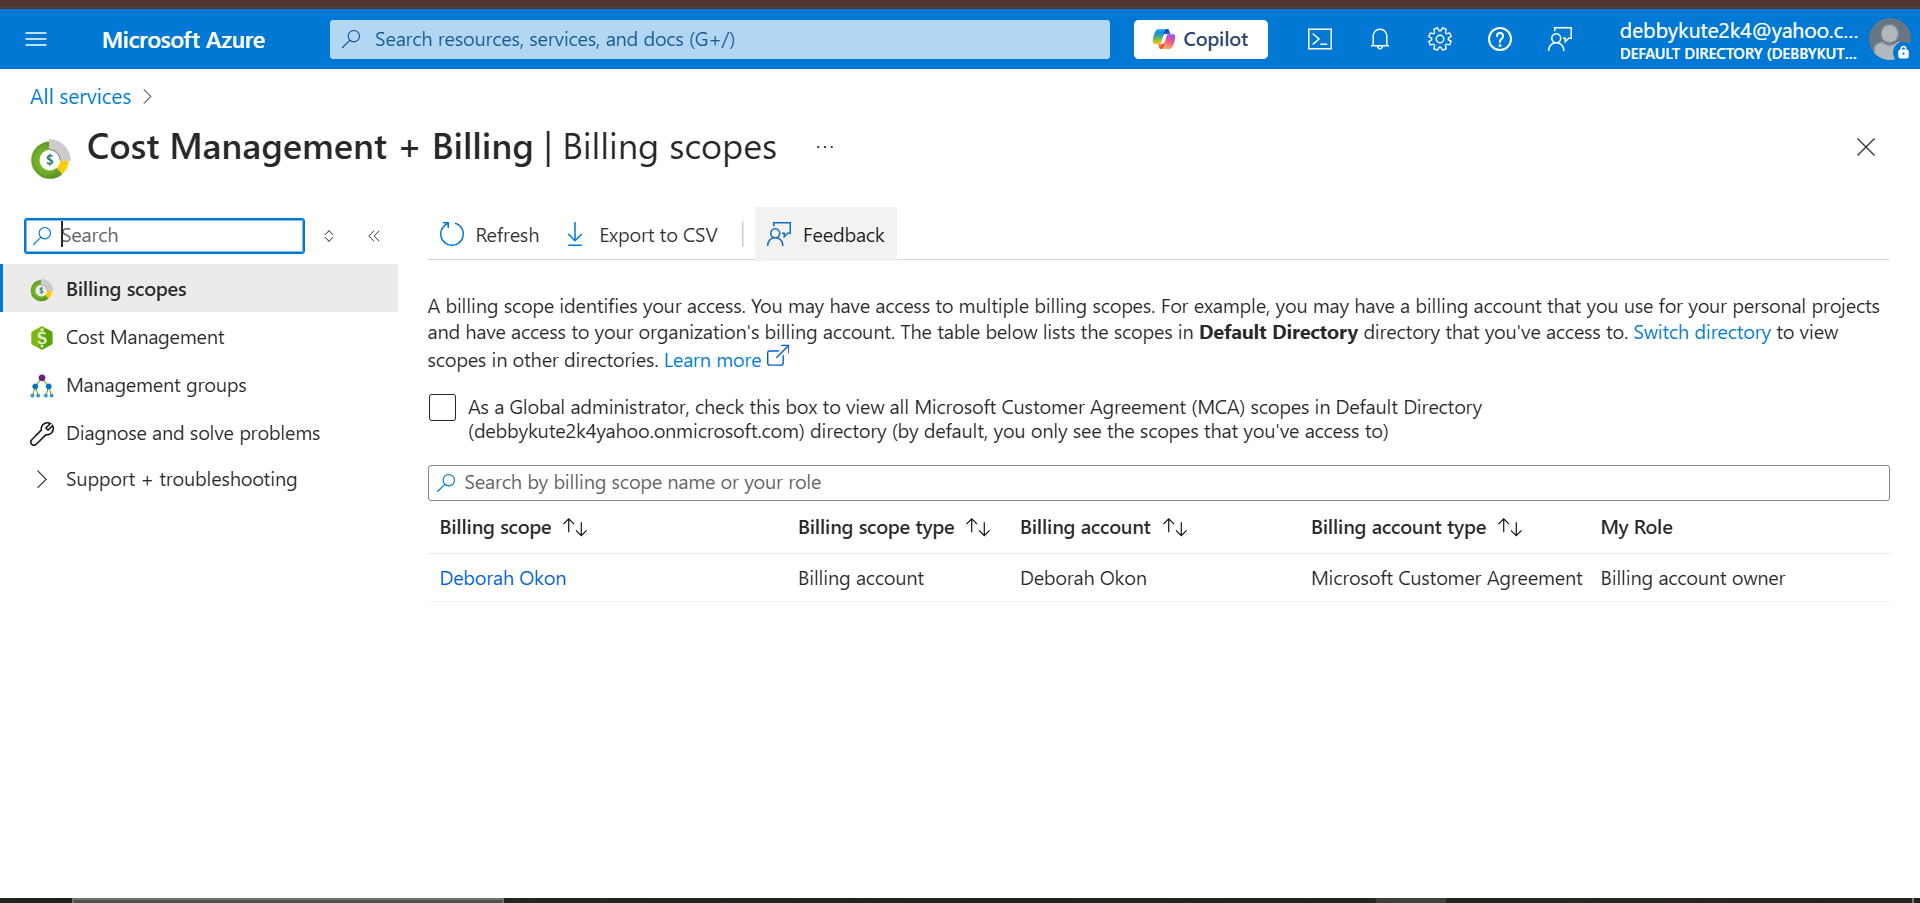 Microsoft Azure
Search resources, services, and docs (G+/)
Copilot
debbykute2k4@yahoo.c...
DEFAULT DIRECTORY (DEBBYKUT...
All services
Cost Management + Billing | Billing scopes
...
Search
Refresh
Export to CSV
Feedback
Billing scopes
Cost Management
Management groups
Diagnose and solve problems
Support + troubleshooting
A billing scope identifies your access. You may have access to multiple billing scopes. For example, you may have a billing account that you use for your personal projects
and have access to your organization's billing account. The table below lists the scopes in Default Directory directory that you've access to. Switch directory to view
scopes in other directories. Learn more
As a Global administrator, check this box to view all Microsoft Customer Agreement (MCA) scopes in Default Directory
(debbykute2k4yahoo.onmicrosoft.com) directory (by default, you only see the scopes that you've access to)
Search by billing scope name or your role
Billing scope Billing scope type Billing account Billing account type My Role
Deborah Okon Billing account Deborah Okon Microsoft Customer Agreement Billing account owner